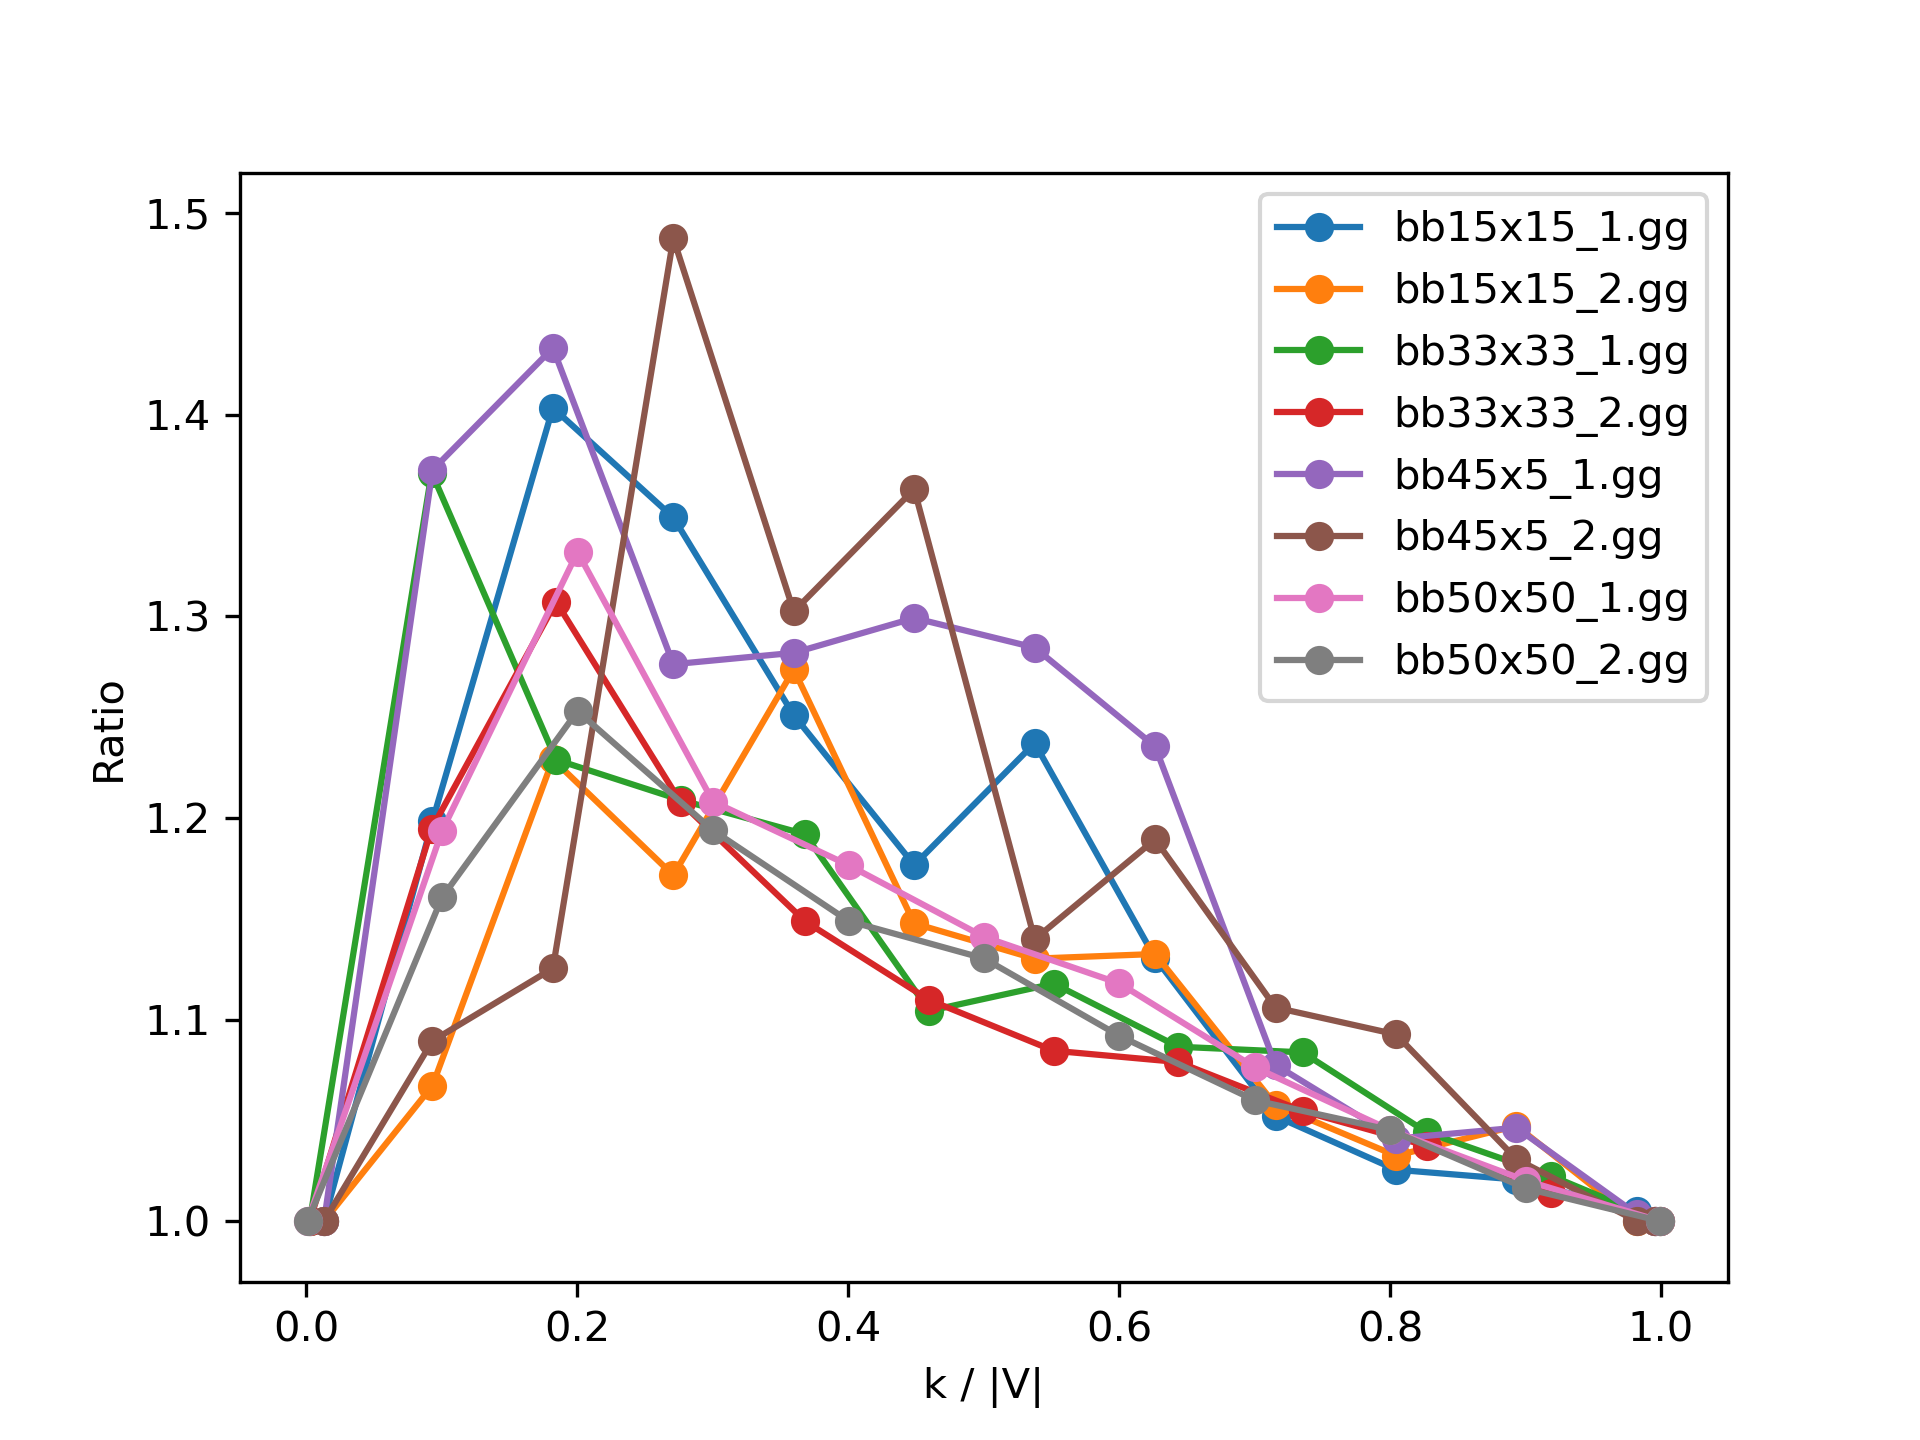 1.5
1.4
1.3
1.2
1.1
1.0
Ratio
0.0 0.2 0.4 0.6 0.8 1.0
k / |V|
bb15x15_1.gg
bb15x15_2.gg
bb33x33_1.gg
bb33x33_2.gg
bb45x5_1.gg
bb45x5_2.gg
bb50x50_1.gg
bb50x50_2.gg